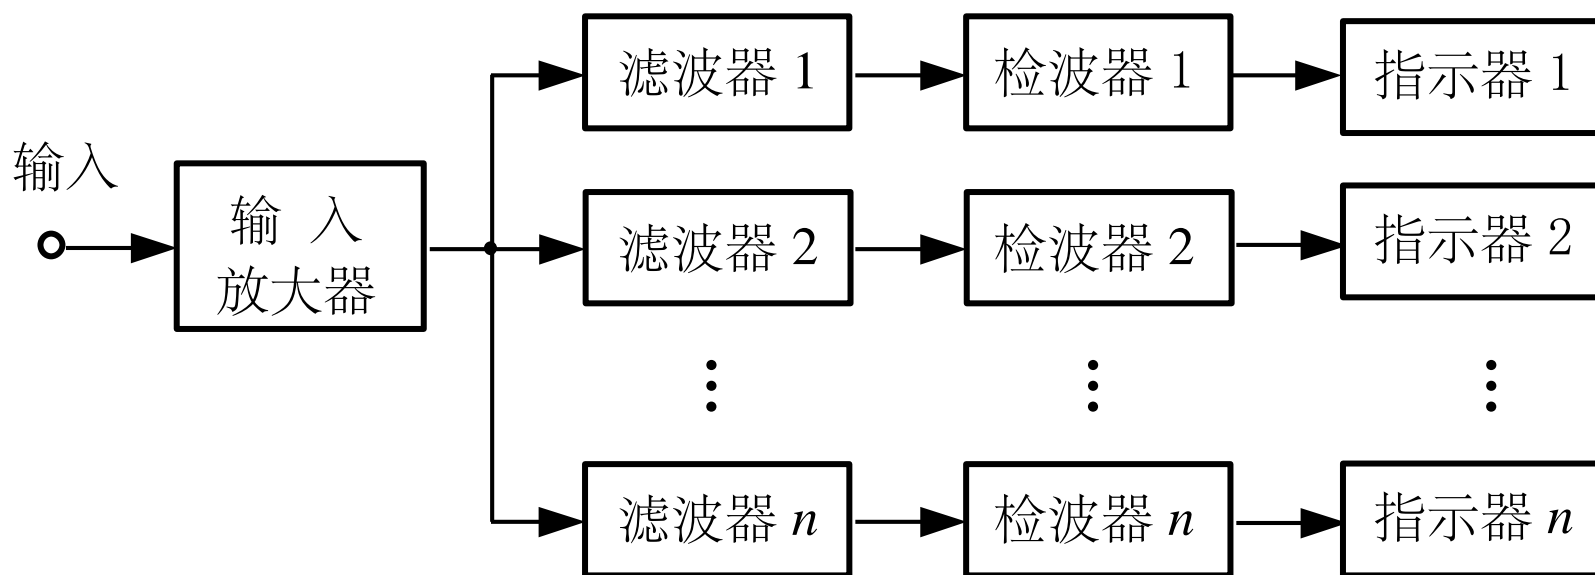 滤波器 1
检波器 1
指示器 1
输入
输 入
放大器
滤波器 2
检波器 2
指示器 2
滤波器 n
检波器 n
指示器 n